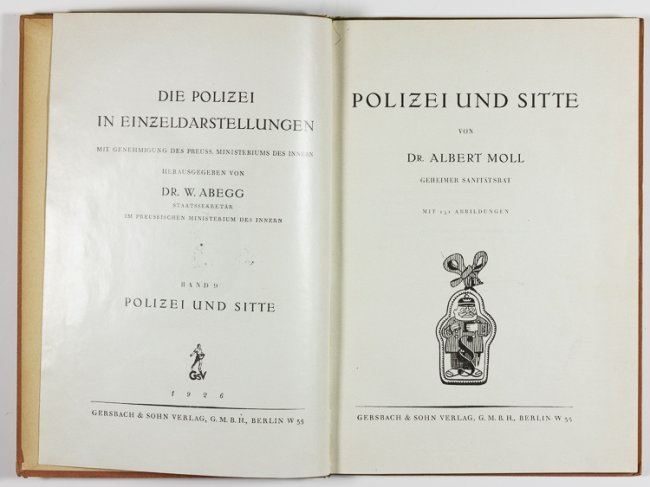 DIE POLIZEI
IN EINZELDARSTELLUNGEN
MIT GENEHMIGUNG DES PREUSS. MINISTERIUMS DES INNERN
HERAUSGEGEBEN VON
DR. W. ABEGG
STAATSSEKRETÄR
IM PREUSSISCHEN MINISTERIUM DES INNERN
BAND 9
POLIZEI UND SITTE
GSV
1926
GERSBACH & SOHN VERLAG, G. M. B. H., BERLIN W 35
POLIZEI UND SITTE
VON
DR. ALBERT MOLL
GEHEIMER SANITÄTSRAT
MIT 131 ABBILDUNGEN
§
GERSBACH & SOHN VERLAG, G. M. B. H., BERLIN W 35